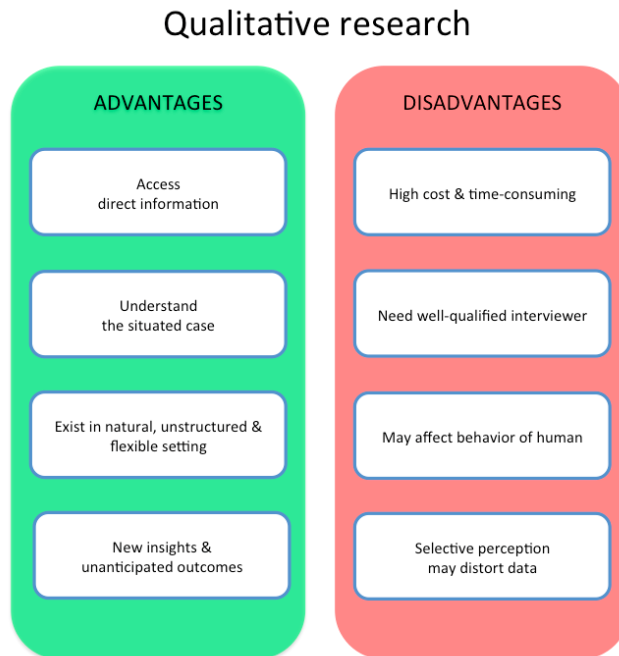 Qualitative research
ADVANTAGES
Access
direct information
Understand
the situated case
Exist in natural, unstructured &
flexible setting
New insights &
unanticipated outcomes
DISADVANTAGES
High cost & time-consuming
Need well-qualified interviewer
May affect behavior of human
Selective perception
may distort data